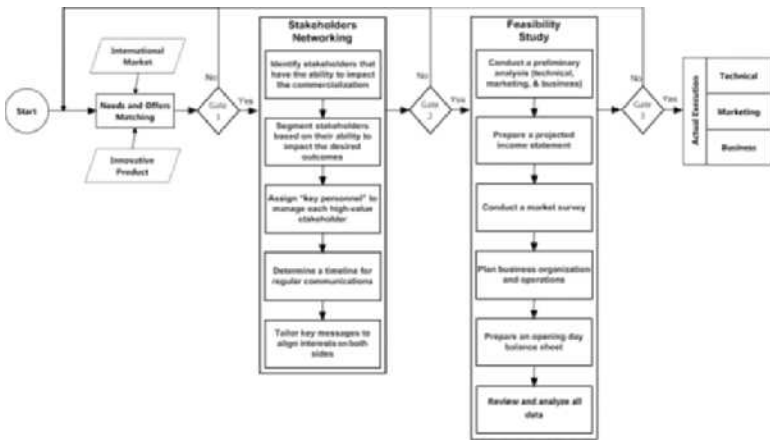 Start
International
Market
Needs and Offers
Matching
Innovative
Product
No
Gate
1
Yes
Stakeholders
Networking
Identify stakeholders that
have the ability to impact
the commercialization
Segment stakeholders
based on their ability to
impact the desired
outcomes
Assign "key personnel" to
manage each high-value
stakeholder
Determine a timeline for
regular communications
Tailor key messages to
align interests on both
sides
No
Gate
2
Yes
Feasibility
Study
Conduct a preliminary
analysis (technical,
marketing, & business)
Prepare a projected
income statement
Conduct a market survey
Plan business organization
and operations
Prepare an opening day
balance sheet
Review and analyze all
data
No
Gate
3
Yes
Actual Execution
Technical
Marketing
Business